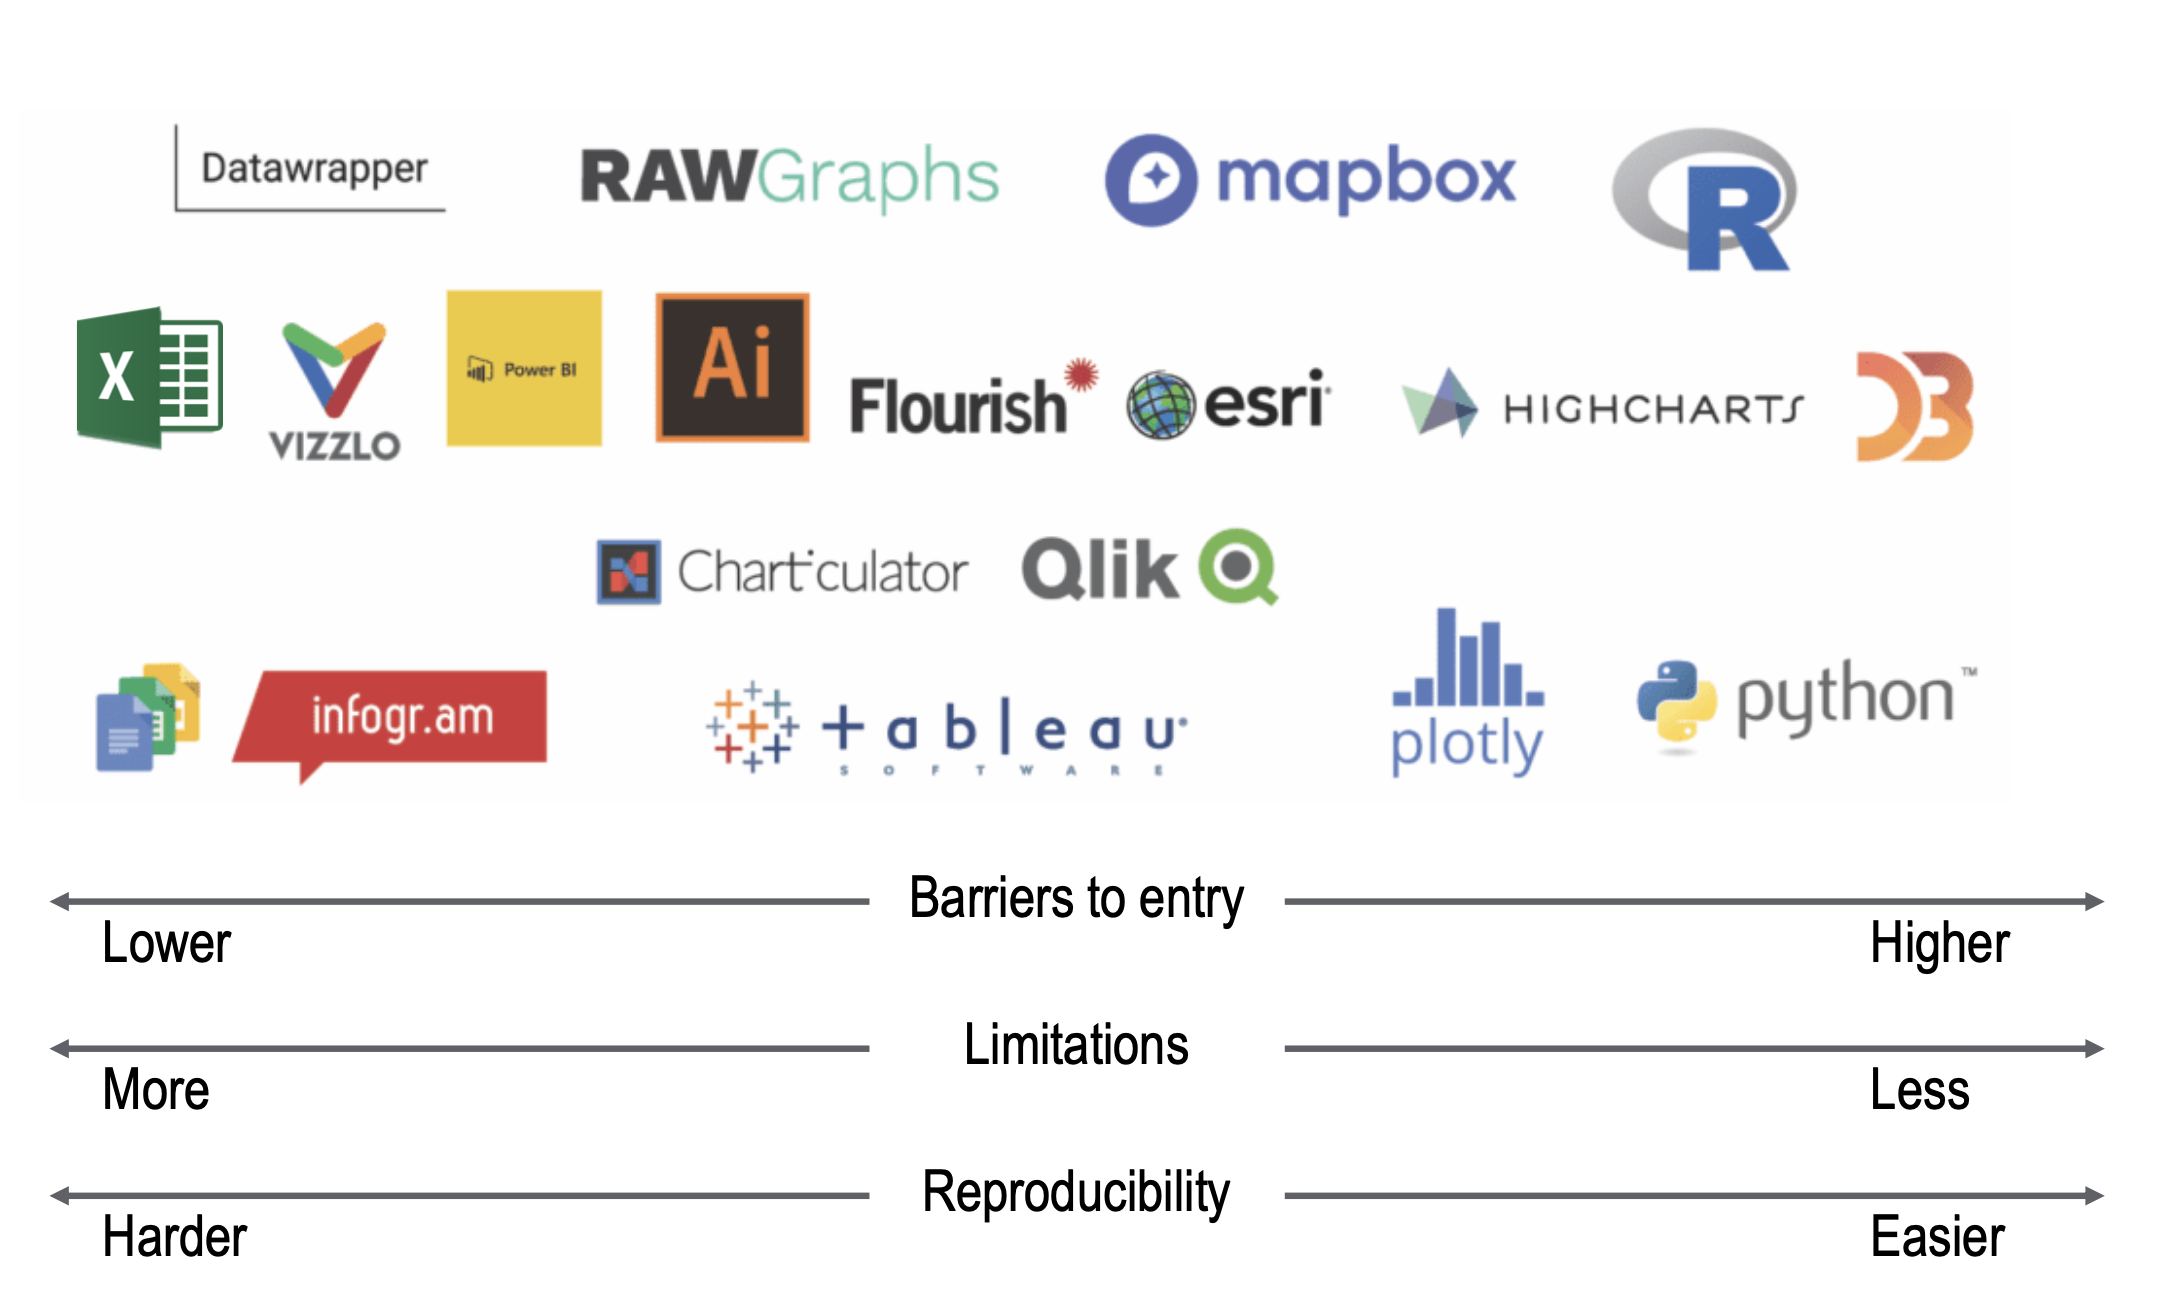 Datawrapper
RAWGraphs
mapbox
R
X
VIZZLO
Power BI
Ai
Flourish
esri
HIGHCHARTS
D3
Charticulator
Qlik
infogr.am
+ableau
SOFTWARE
plotly
python™
Barriers to entry
Lower
Higher
Limitations
More
Less
Reproducibility
Harder
Easier